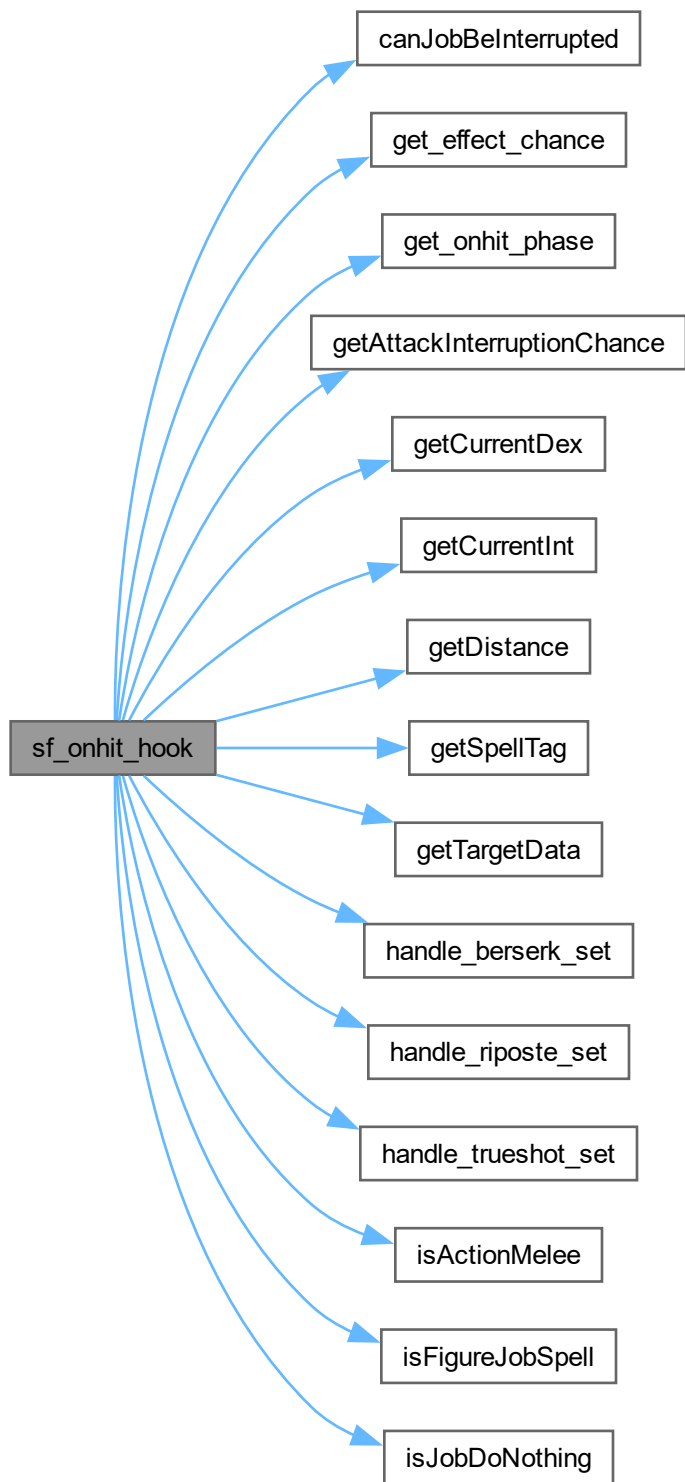 canJobBeInterrupted
get_effect_chance
get_onhit_phase
getAttackInterruptionChance
getCurrentDex
getCurrentInt
getDistance
sf_onhit_hook
getSpellTag
getTargetData
handle_berserk_set
handle_riposte_set
handle_trueshot_set
isActionMelee
isFigureJobSpell
isJobDoNothing